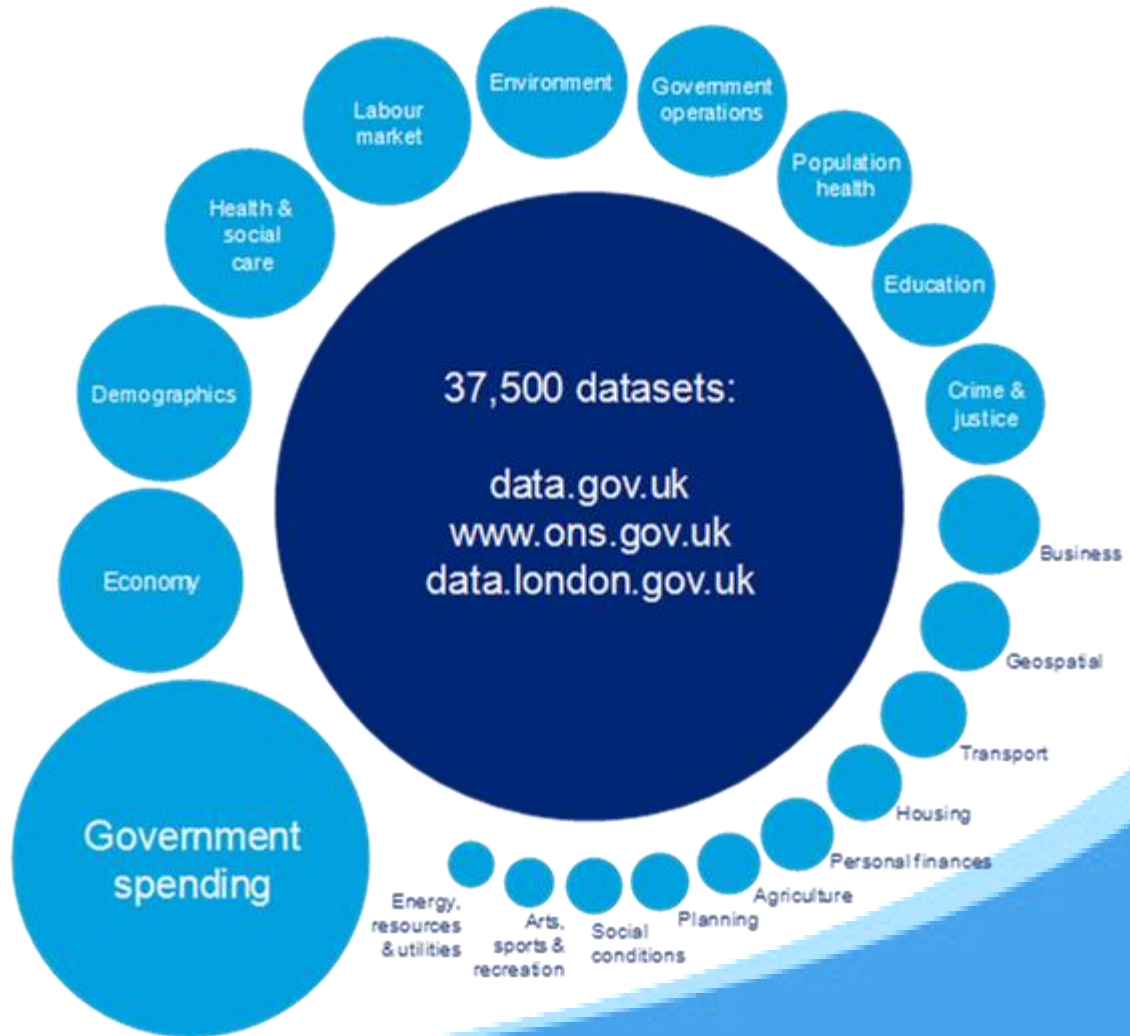 37,500 datasets:
data.gov.uk
www.ons.gov.uk
data.london.gov.uk
Government
spending
Economy
Demographics
Health &
social
care
Labour
market
Environment
Government
operations
Population
health
Education
Crime &
justice
Business
Geospatial
Transport
Housing
Personal finances
Agriculture
Planning
Social
conditions
Arts,
sports &
recreation
Energy,
resources
& utilities